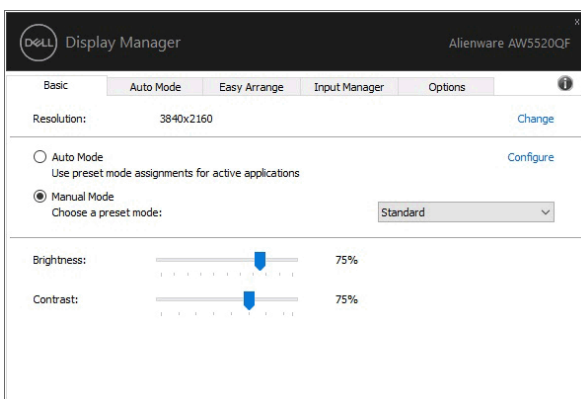 DELL Display Manager Alienware AW5520QF
Basic Auto Mode Easy Arrange Input Manager Options
Resolution: 3840x2160 Change
Auto Mode Configure
Use preset mode assignments for active applications
Manual Mode
Choose a preset mode: Standard
Brightness: 75%
Contrast: 75%